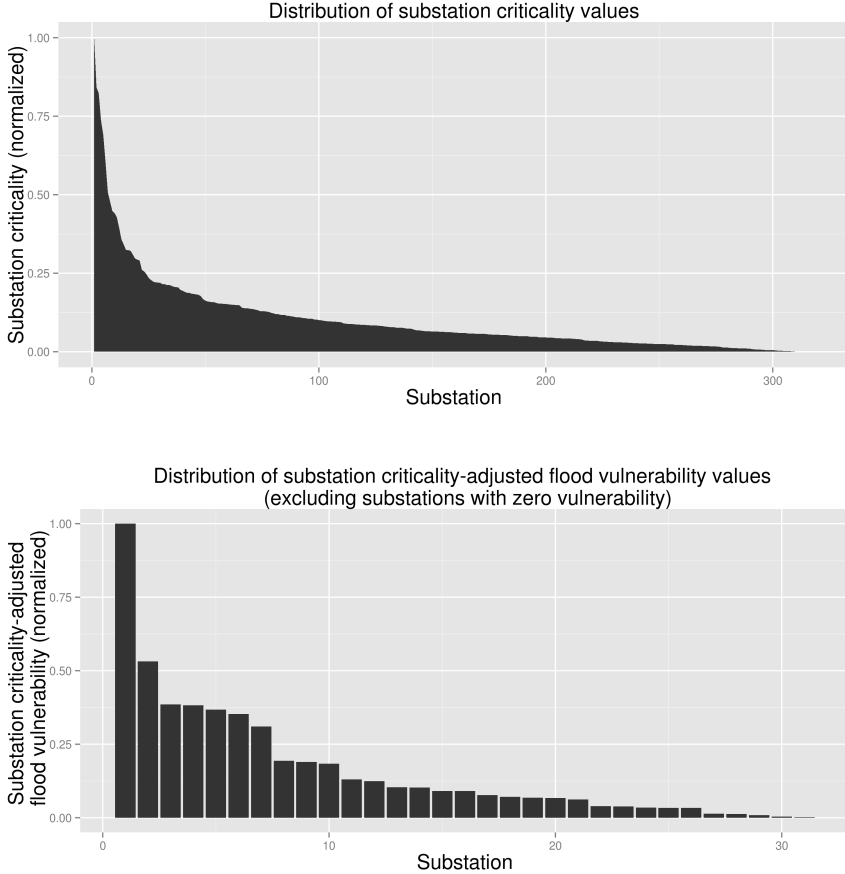 Distribution of substation criticality values
Substation criticality (normalized)
1.00
0.75
0.50
0.25
0.00
0 100 200 300
Substation
Distribution of substation criticality-adjusted flood vulnerability values
(excluding substations with zero vulnerability)
Substation criticality-adjusted
flood vulnerability (normalized)
1.00
0.75
0.50
0.25
0.00
0 10 20 30
Substation